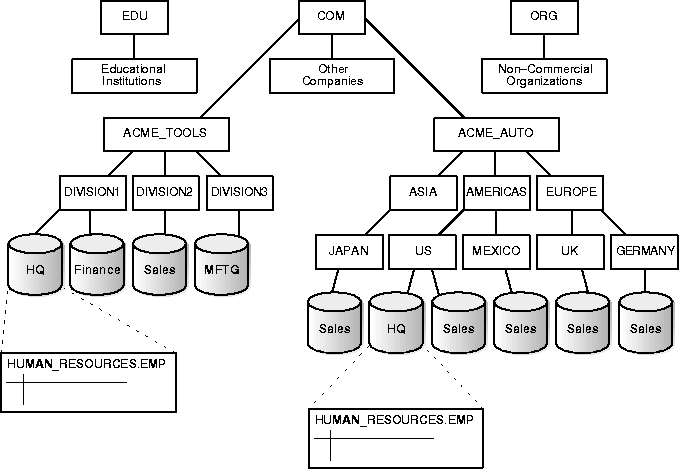 EDU
COM
ORG
Educational
Institutions
Other
Companies
Non–Commercial
Organizations
ACME_TOOLS
ACME_AUTO
DIVISION1
DIVISION2
DIVISION3
ASIA
AMERICAS
EUROPE
HQ
Finance
Sales
MFTG
JAPAN
US
MEXICO
UK
GERMANY
Sales
HQ
Sales
Sales
Sales
Sales
HUMAN_RESOURCES.EMP
HUMAN_RESOURCES.EMP